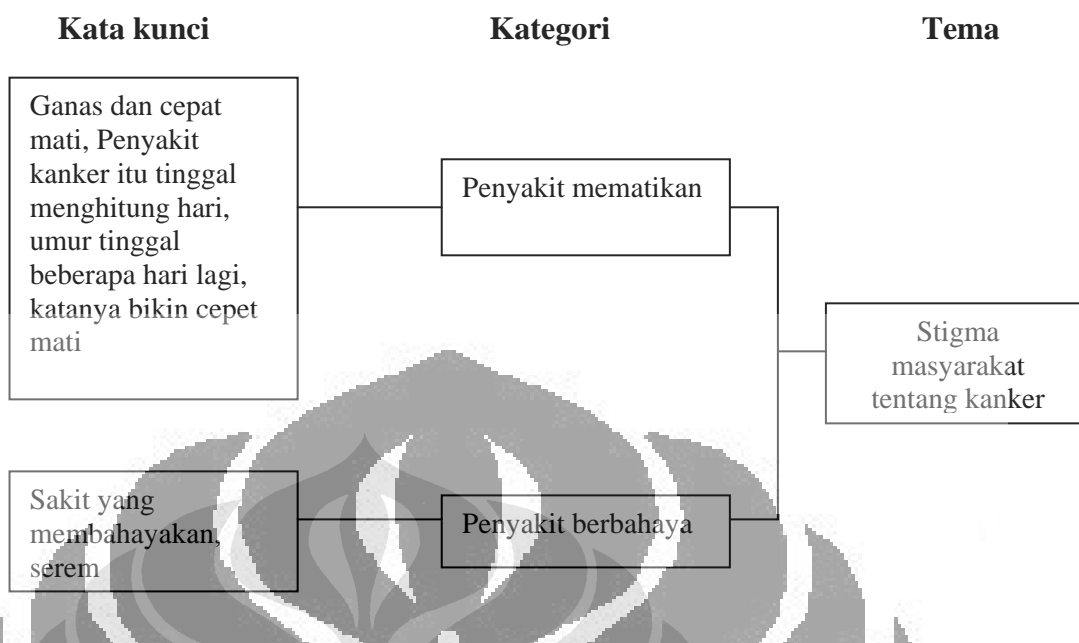 Kata kunci
Kategori
Tema
Ganas dan cepat
mati, Penyakit
kanker itu tinggal
menghitung hari,
umur tinggal
beberapa hari lagi,
katanya bikin cepet
mati
Penyakit mematikan
Stigma
masyarakat
tentang kanker
Sakit yang
membahayakan,
serem
Penyakit berbahaya